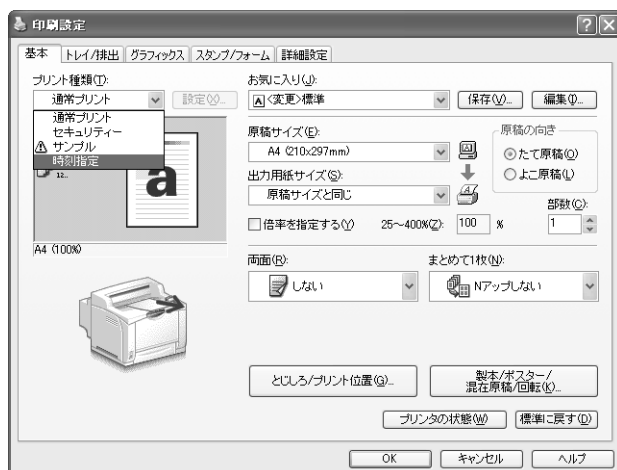 印刷設定
基本 トレイ/排出 グラフィックス スタンプ/フォーム 詳細設定
プリント種類(T):
通常プリント 設定(X)...
通常プリント
セキュリティー
サンプル
時刻指定
a
12..
A4 (100%)
お気に入り(J):
A <変更>標準 保存(V)... 編集(I)...
原稿サイズ(E):
A4 (210x297mm)
出力用紙サイズ(S):
原稿サイズと同じ
原稿の向き
たて原稿(O)
よこ原稿(L)
倍率を指定する(Y) 25～400%(Z): 100 %
部数(C):
1
両面(R):
しない
まとめて1枚(N):
Nアップしない
とじしろ/プリント位置(G)...
製本/ポスター/
混在原稿/回転(K)...
プリンタの状態(W) 標準に戻す(D)
OK キャンセル ヘルプ